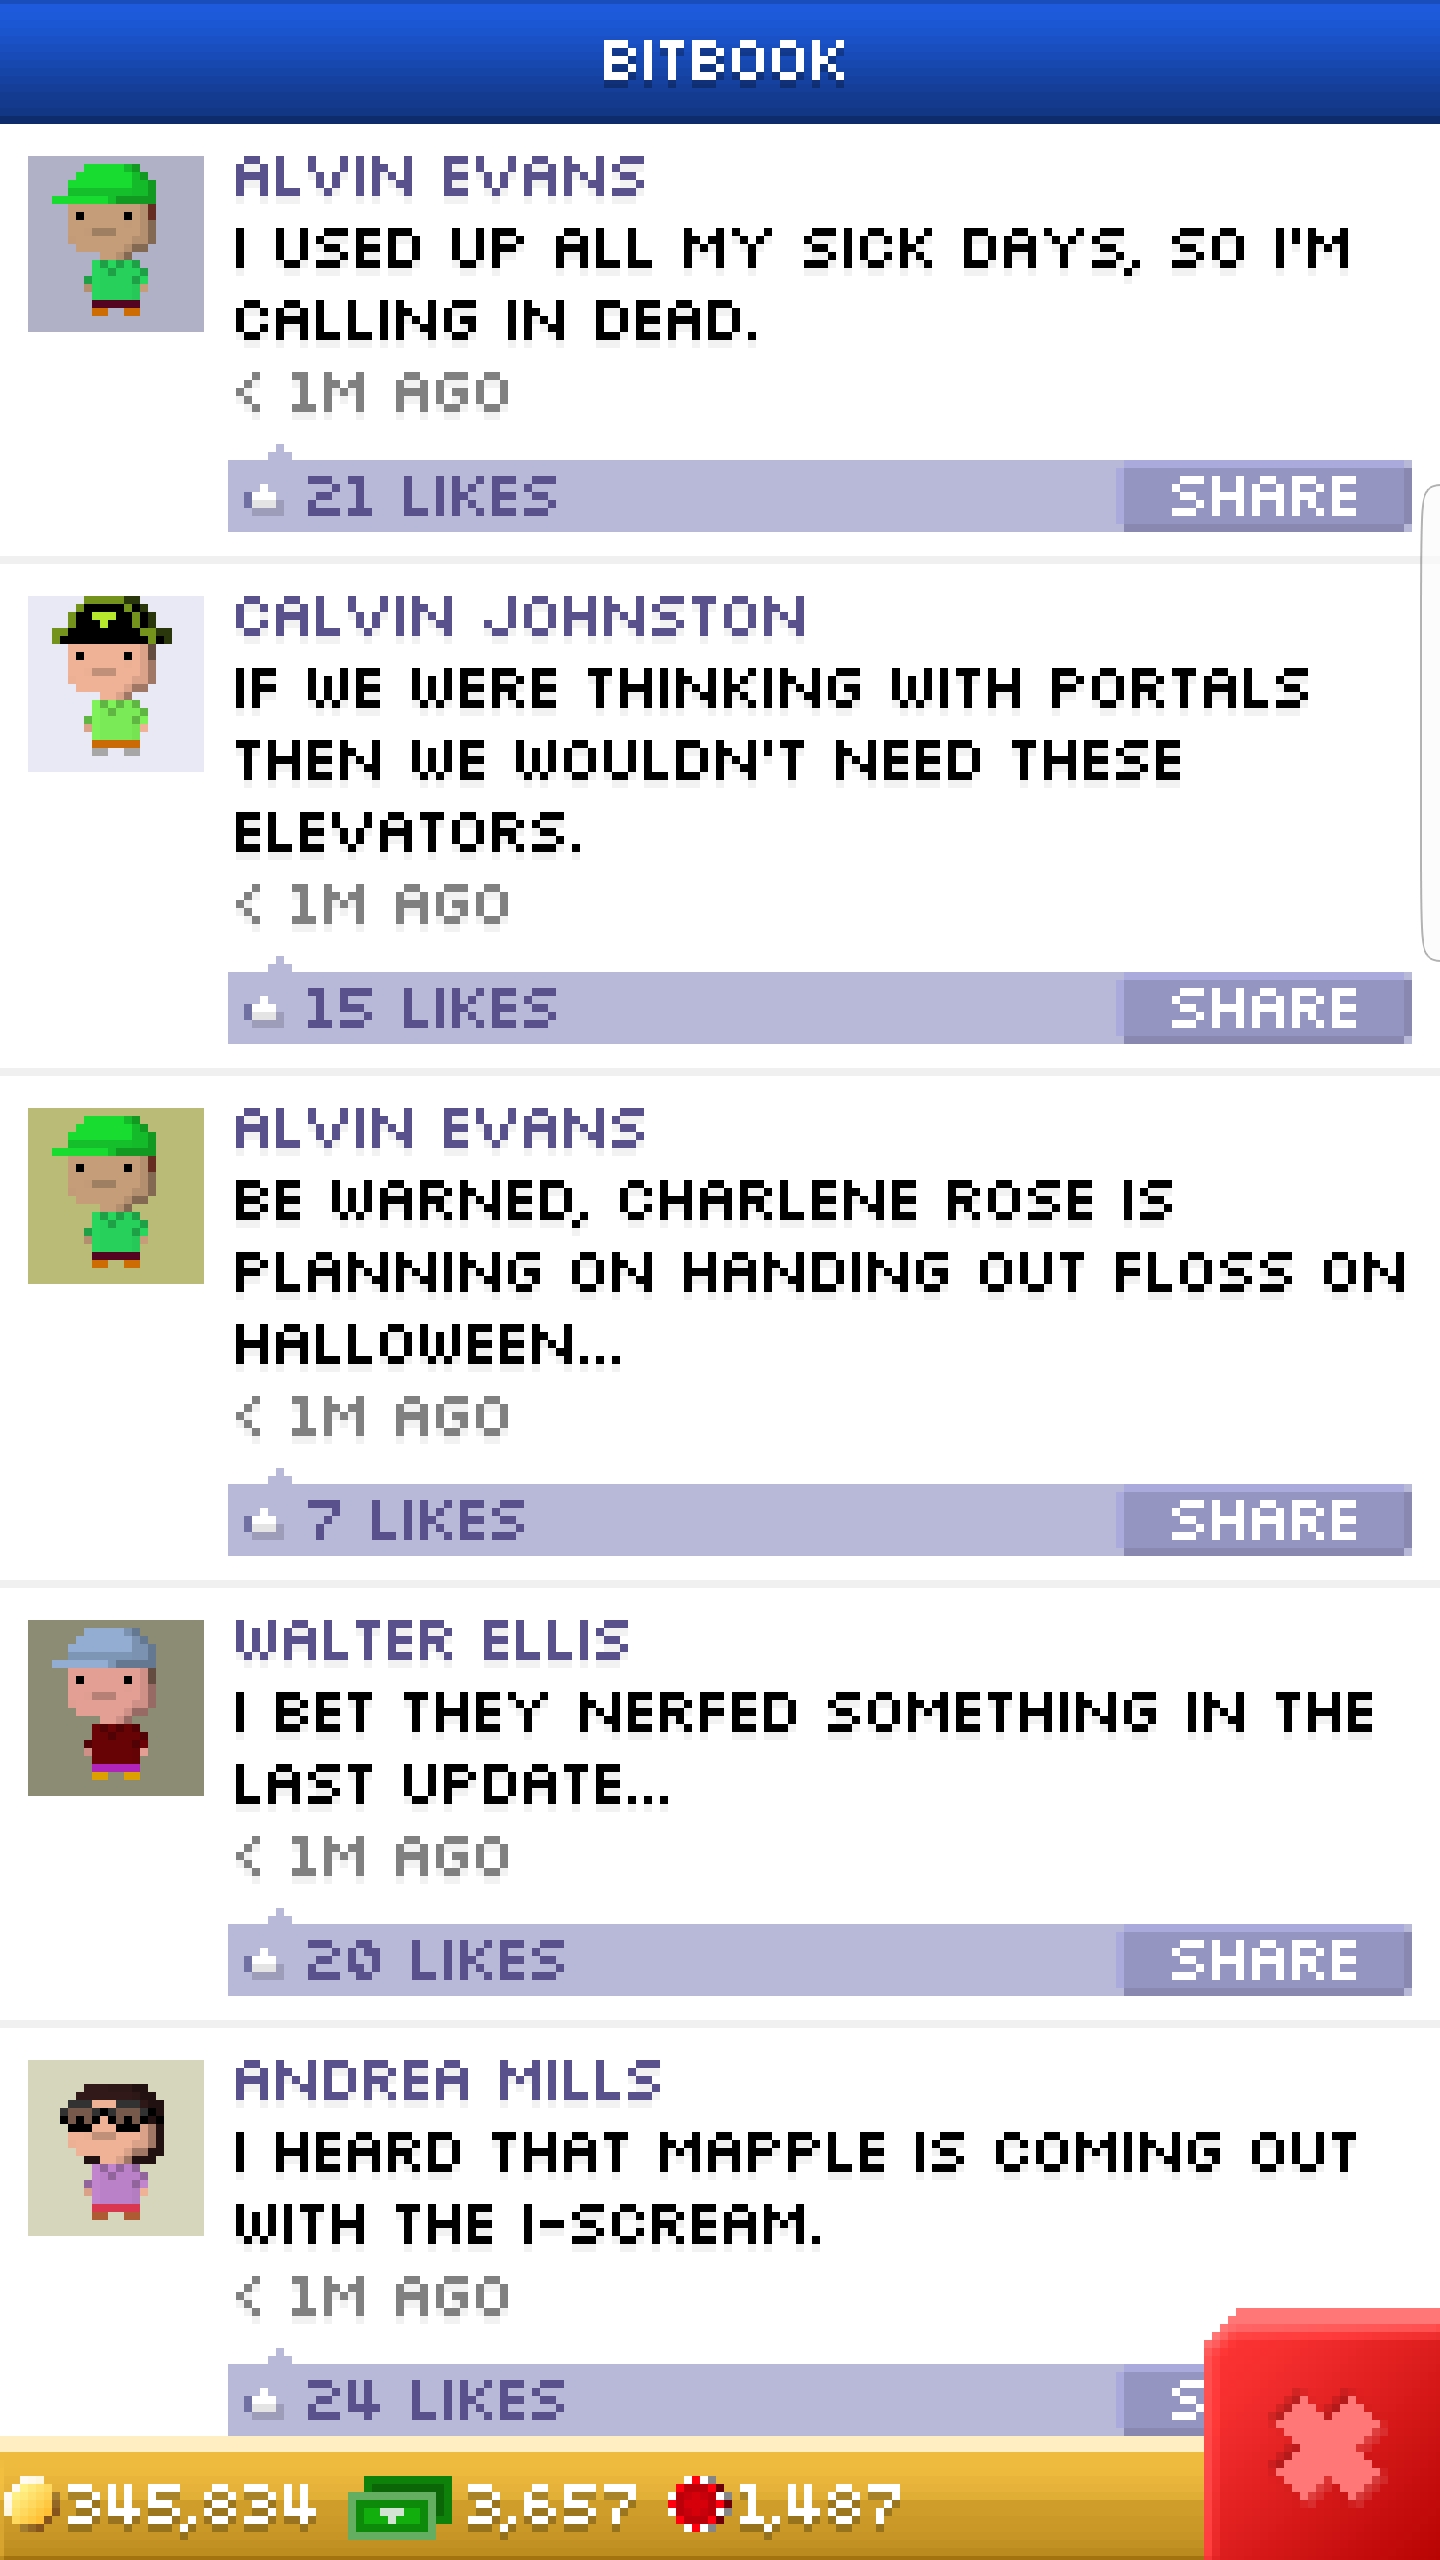 BITBOOK
ALVIN EVANS
I USED UP ALL MY SICK DAYS, SO I'M
CALLING IN DEAD.
< 1M AGO
21 LIKES SHARE
CALVIN JOHNSTON
IF WE WERE THINKING WITH PORTALS
THEN WE WOULDN'T NEED THESE
ELEVATORS.
< 1M AGO
15 LIKES SHARE
ALVIN EVANS
BE WARNED, CHARLENE ROSE IS
PLANNING ON HANDING OUT FLOSS ON
HALLOWEEN...
< 1M AGO
7 LIKES SHARE
WALTER ELLIS
I BET THEY NERFED SOMETHING IN THE
LAST UPDATE...
< 1M AGO
20 LIKES SHARE
ANDREA MILLS
I HEARD THAT MAPPLE IS COMING OUT
WITH THE I-SCREAM.
< 1M AGO
24 LIKES
345,834 3,657 1,487